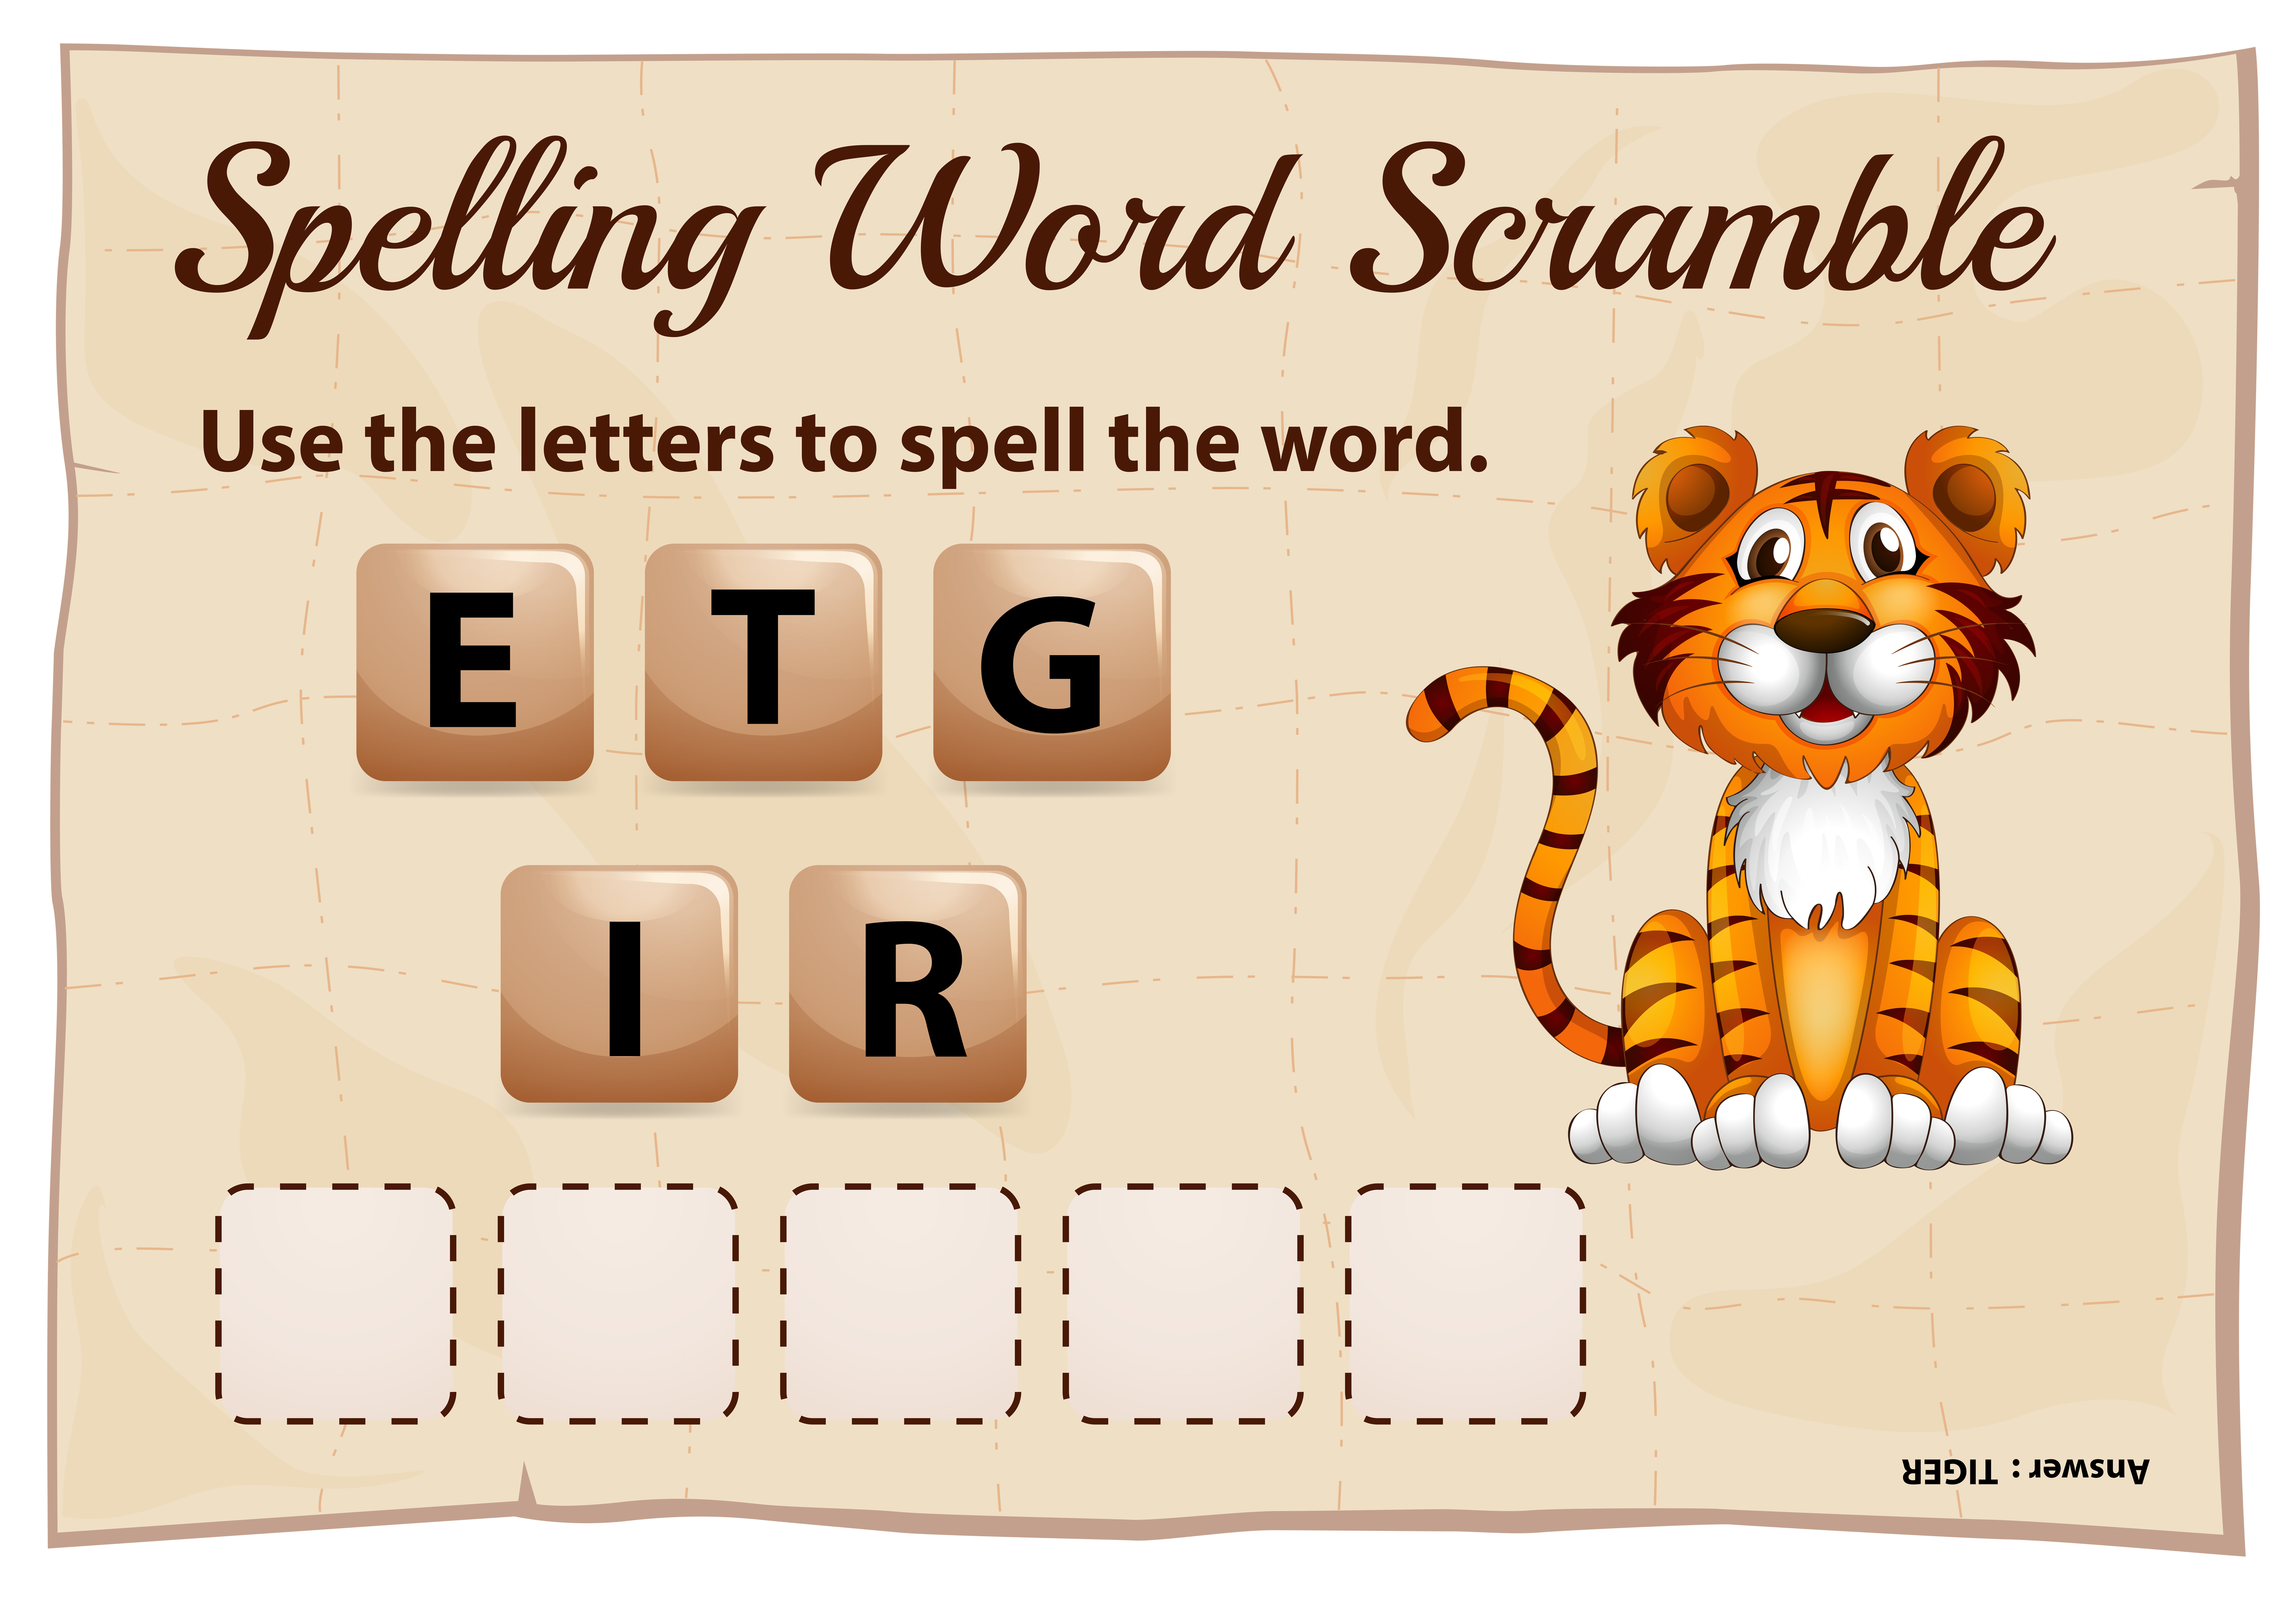 Spelling Word Scramble
Use the letters to spell the word.
E T G
I R
Answer : TIGER